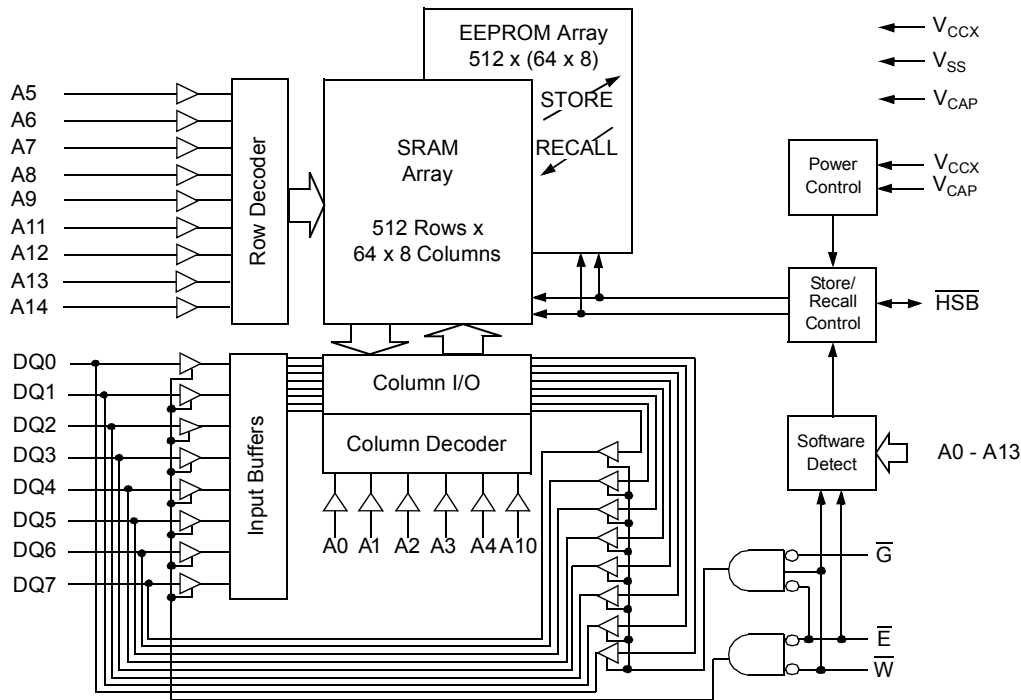 EEPROM Array
512 x (64 x 8)
STORE
RECALL
SRAM
Array
512 Rows x
64 x 8 Columns
A5
A6
A7
A8
A9
A11
A12
A13
A14
Row Decoder
V_CCX
V_SS
V_CAP
Power
Control
V_CCX
V_CAP
Store/
Recall
Control
H̅S̅B̅
DQ0
DQ1
DQ2
DQ3
DQ4
DQ5
DQ6
DQ7
Input Buffers
Column I/O
Column Decoder
A0 A1 A2 A3 A4 A10
Software
Detect
A0 - A13
G̅
E̅
W̅